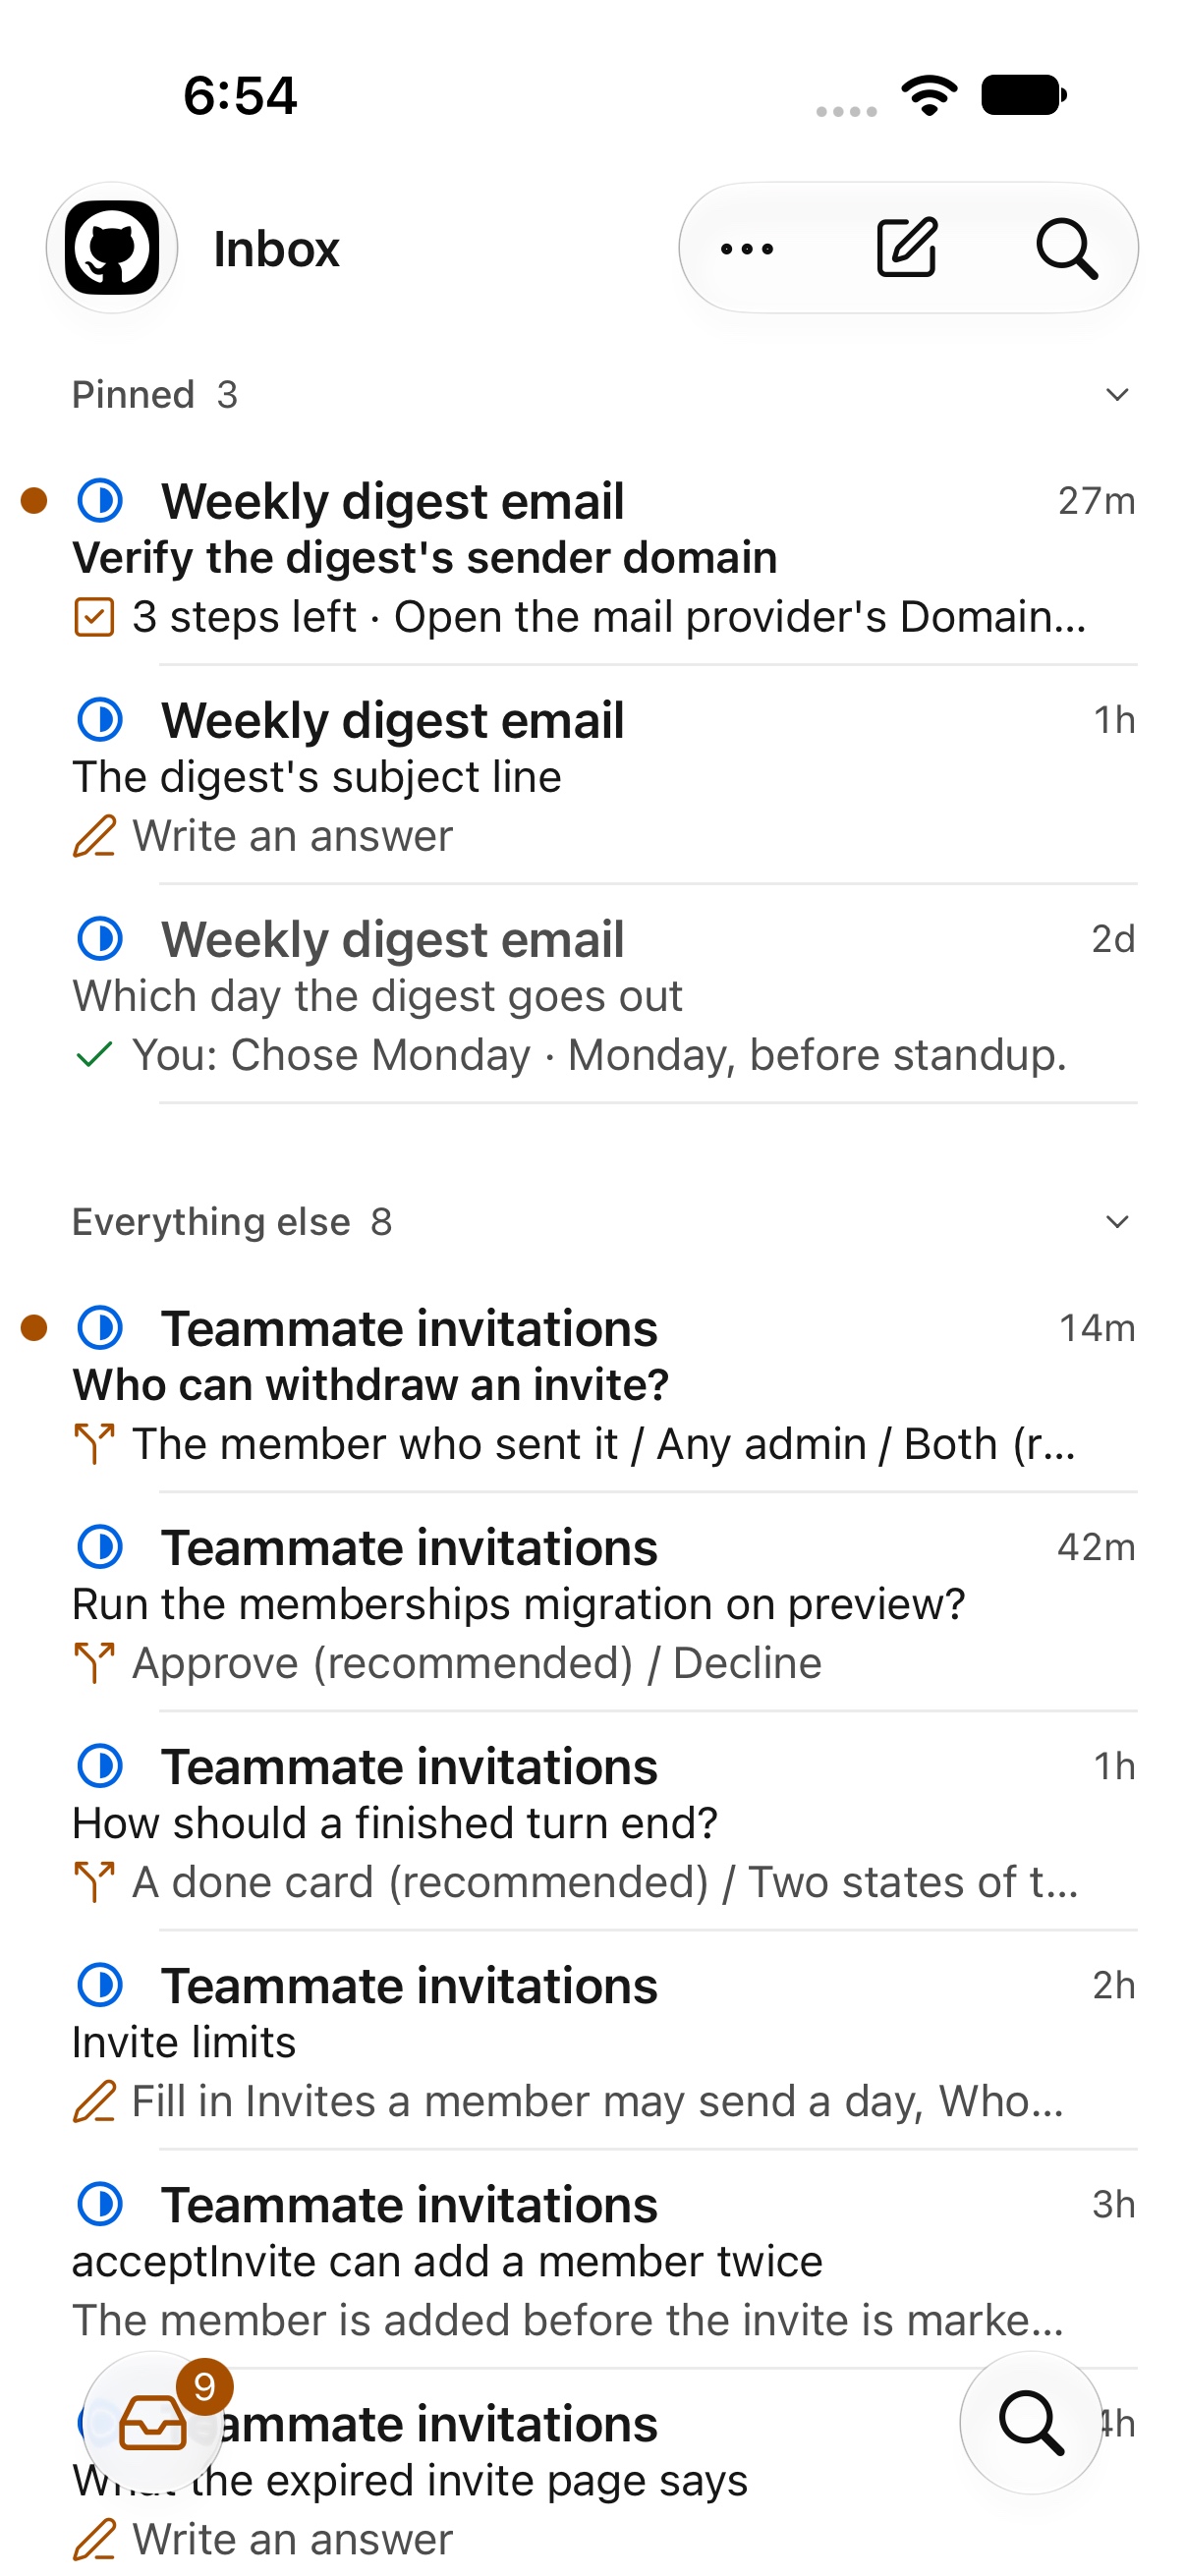 6:54
Inbox
Pinned 3
Weekly digest email 27m
Verify the digest's sender domain
3 steps left · Open the mail provider's Domain...
Weekly digest email 1h
The digest's subject line
Write an answer
Weekly digest email 2d
Which day the digest goes out
You: Chose Monday · Monday, before standup.
Everything else 8
Teammate invitations 14m
Who can withdraw an invite?
The member who sent it / Any admin / Both (r...
Teammate invitations 42m
Run the memberships migration on preview?
Approve (recommended) / Decline
Teammate invitations 1h
How should a finished turn end?
A done card (recommended) / Two states of t...
Teammate invitations 2h
Invite limits
Fill in Invites a member may send a day, Who...
Teammate invitations 3h
acceptInvite can add a member twice
The member is added before the invite is marke...
9
ammate invitations 4h
the expired invite page says
Write an answer